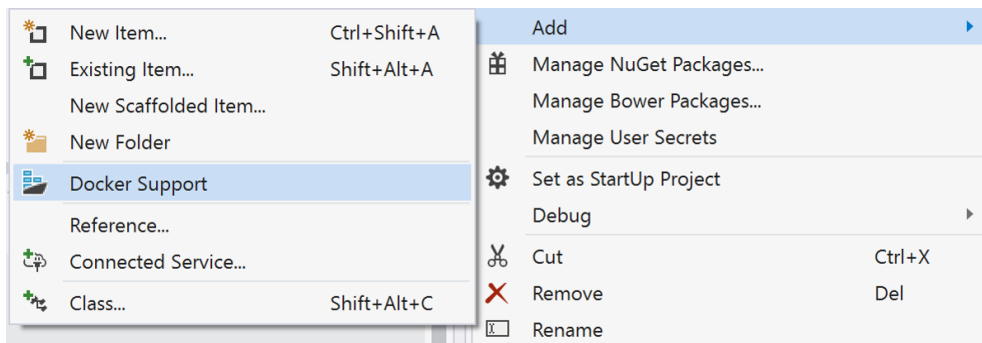 New Item... Ctrl+Shift+A
Existing Item... Shift+Alt+A
New Scaffolded Item...
New Folder
Docker Support
Reference...
Connected Service...
Class... Shift+Alt+C
Add
Manage NuGet Packages...
Manage Bower Packages...
Manage User Secrets
Set as StartUp Project
Debug
Cut Ctrl+X
Remove Del
Rename